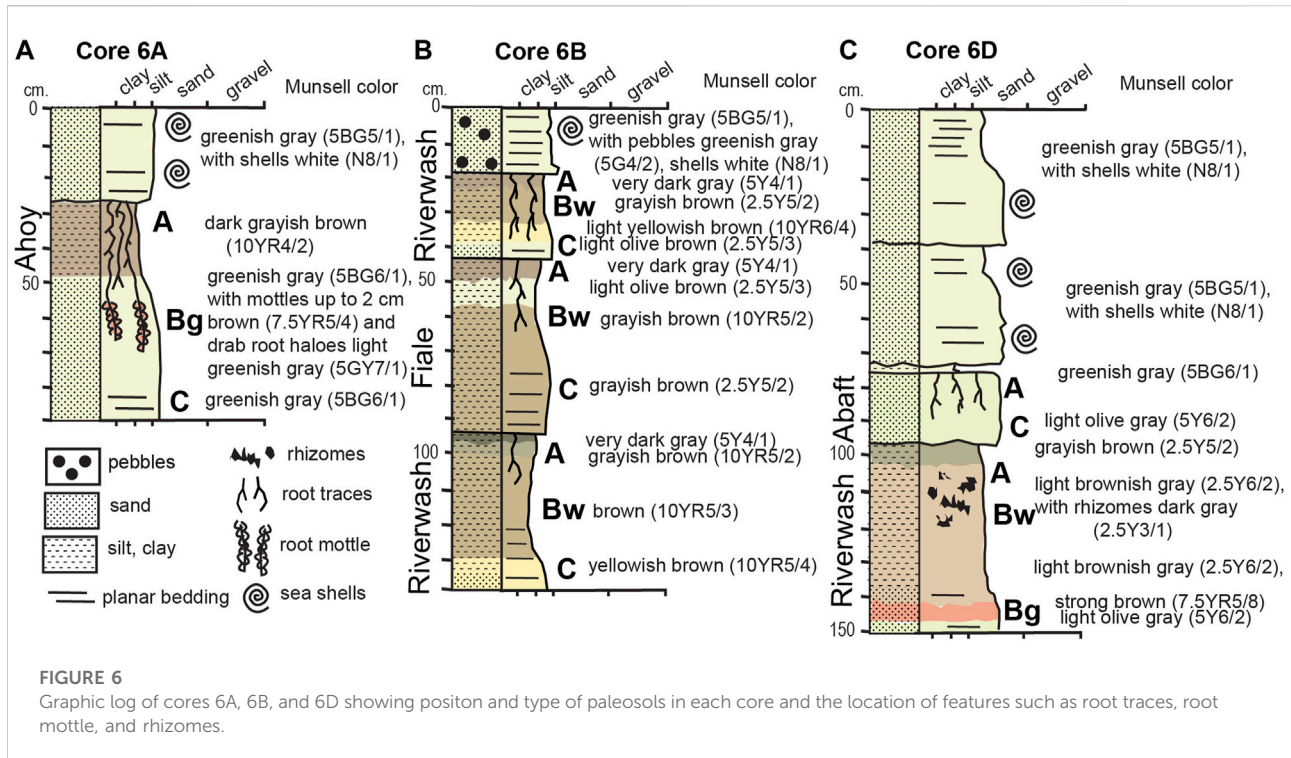 A Core 6A
clay
silt
sand
gravel
Munsell color
cm.
0
greenish gray (5BG5/1),
with shells white (N8/1)
A
dark grayish brown
(10YR4/2)
Ahoy
50
greenish gray (5BG6/1),
with mottles up to 2 cm
Bg
brown (7.5YR5/4) and
drab root haloes light
greenish gray (5GY7/1)
C
greenish gray (5BG6/1)
pebbles
sand
silt, clay
planar bedding
rhizomes
root traces
root mottle
sea shells
B Core 6B
clay
silt
sand
gravel
Munsell color
cm.
0
greenish gray (5BG5/1),
with pebbles greenish gray
(5G4/2), shells white (N8/1)
Riverwash
A
very dark gray (5Y4/1)
Bw
grayish brown (2.5Y5/2)
light yellowish brown (10YR6/4)
C
light olive brown (2.5Y5/3)
50
A
very dark gray (5Y4/1)
light olive brown (2.5Y5/3)
Bw
grayish brown (10YR5/2)
Fiale
C
grayish brown (2.5Y5/2)
100
A
very dark gray (5Y4/1)
grayish brown (10YR5/2)
Riverwash
Bw
brown (10YR5/3)
C
yellowish brown (10YR5/4)
C Core 6D
clay
silt
sand
gravel
Munsell color
cm.
0
greenish gray (5BG5/1),
with shells white (N8/1)
50
greenish gray (5BG5/1),
with shells white (N8/1)
greenish gray (5BG6/1)
Abaft
A
C
light olive gray (5Y6/2)
100
grayish brown (2.5Y5/2)
Riverwash
A
light brownish gray (2.5Y6/2),
Bw
with rhizomes dark gray
(2.5Y3/1)
light brownish gray (2.5Y6/2),
strong brown (7.5YR5/8)
Bg
light olive gray (5Y6/2)
150
FIGURE 6
Graphic log of cores 6A, 6B, and 6D showing positon and type of paleosols in each core and the location of features such as root traces, root
mottle, and rhizomes.